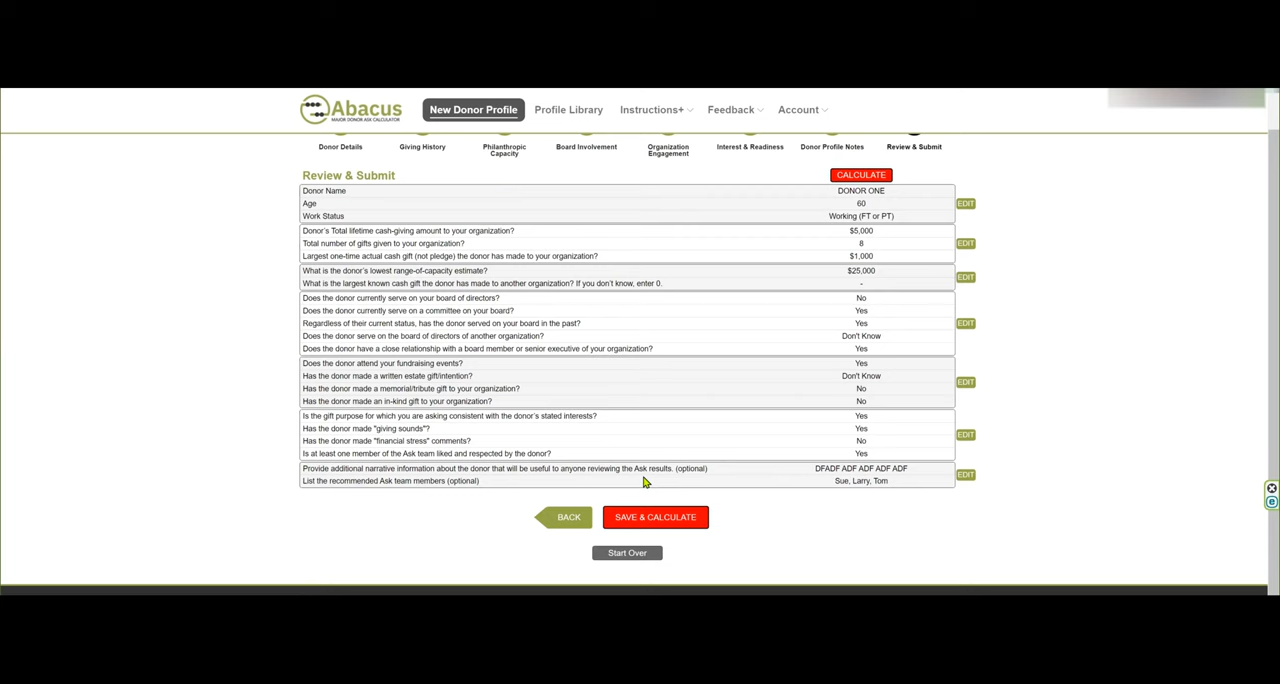 Abacus
MAJOR DONOR ASK CALCULATOR
New Donor Profile Profile Library Instructions+ Feedback Account
Donor Details Giving History Philanthropic Capacity Board Involvement Organization Engagement Interest & Readiness Donor Profile Notes Review & Submit
Review & Submit CALCULATE
Donor Name DONOR ONE
Age 60 EDIT
Work Status Working (FT or PT)
Donor's Total lifetime cash-giving amount to your organization? $5,000
Total number of gifts given to your organization? 8 EDIT
Largest one-time actual cash gift (not pledge) the donor has made to your organization? $1,000
What is the donor's lowest range-of-capacity estimate? $25,000 EDIT
What is the largest known cash gift the donor has made to another organization? If you don't know, enter 0. -
Does the donor currently serve on your board of directors? No
Does the donor currently serve on a committee on your board? Yes
Regardless of their current status, has the donor served on your board in the past? Yes EDIT
Does the donor serve on the board of directors of another organization? Don't Know
Does the donor have a close relationship with a board member or senior executive of your organization? Yes
Does the donor attend your fundraising events? Yes
Has the donor made a written estate gift/intention? Don't Know EDIT
Has the donor made a memorial/tribute gift to your organization? No
Has the donor made an in-kind gift to your organization? No
Is the gift purpose for which you are asking consistent with the donor's stated interests? Yes
Has the donor made "giving sounds"? Yes EDIT
Has the donor made "financial stress" comments? No
Is at least one member of the Ask team liked and respected by the donor? Yes
Provide additional narrative information about the donor that will be useful to anyone reviewing the Ask results. (optional) DFADF ADF ADF ADF ADF EDIT
List the recommended Ask team members (optional) Sue, Larry, Tom
BACK SAVE & CALCULATE
Start Over